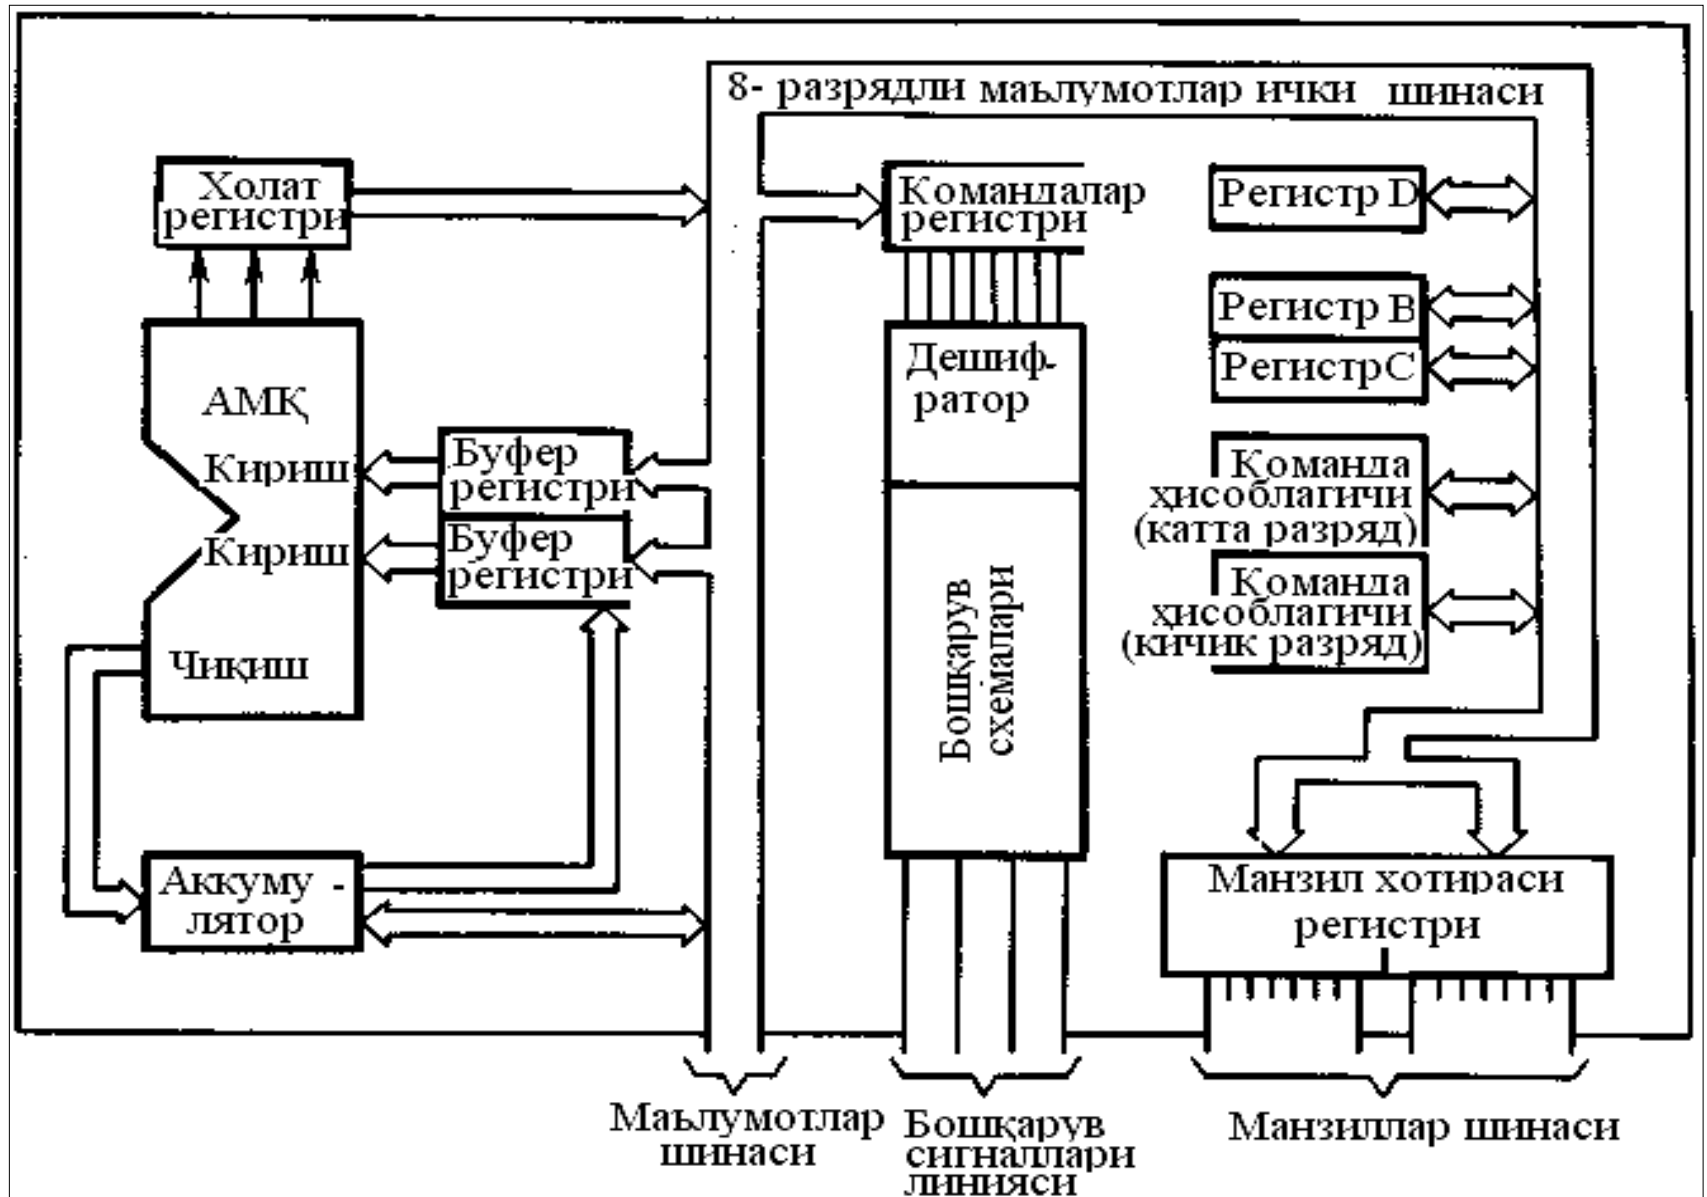 8- разрядли маълумотлар ички шинаси
Холат
регистри
Командалар
регистри
Регистр D
Регистр B
Регистр C
АМҚ
Кириш
Кириш
Чиқиш
Буфер
регистри
Буфер
регистри
Дешиф-
ратор
Бошқарув
схемалари
Команда
ҳисоблагичи
(катта разряд)
Команда
ҳисоблагичи
(кичик разряд)
Аккуму -
лятор
Манзил хотираси
регистри
Маълумотлар
шинаси
Бошқарув
сигналлари
линияси
Манзиллар шинаси